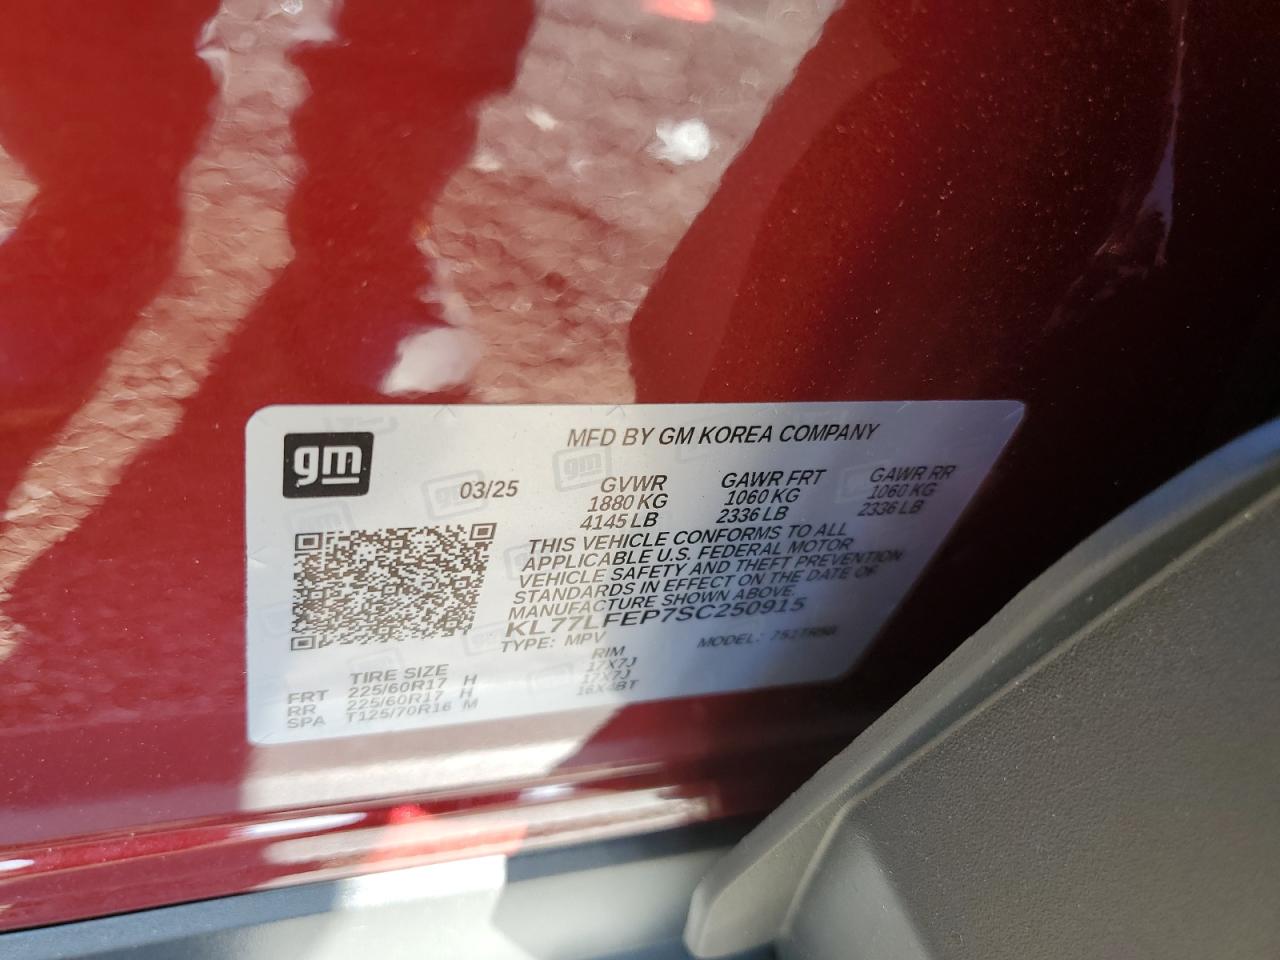 gm
MFD BY GM KOREA COMPANY
03/25 GVWR GAWR FRT GAWR RR
1880 KG 1060 KG 1060 KG
4145 LB 2336 LB 2336 LB
THIS VEHICLE CONFORMS TO ALL
APPLICABLE U.S. FEDERAL MOTOR
VEHICLE SAFETY AND THEFT PREVENTION
STANDARDS IN EFFECT ON THE DATE OF
MANUFACTURE SHOWN ABOVE.
KL77LFEP7SC250915
TYPE: MPV MODEL:
TIRE SIZE RIM
FRT 225/60R17 H 17X7J
RR 225/60R17 H 17X7J
SPA T125/70R16 M 16X4BT